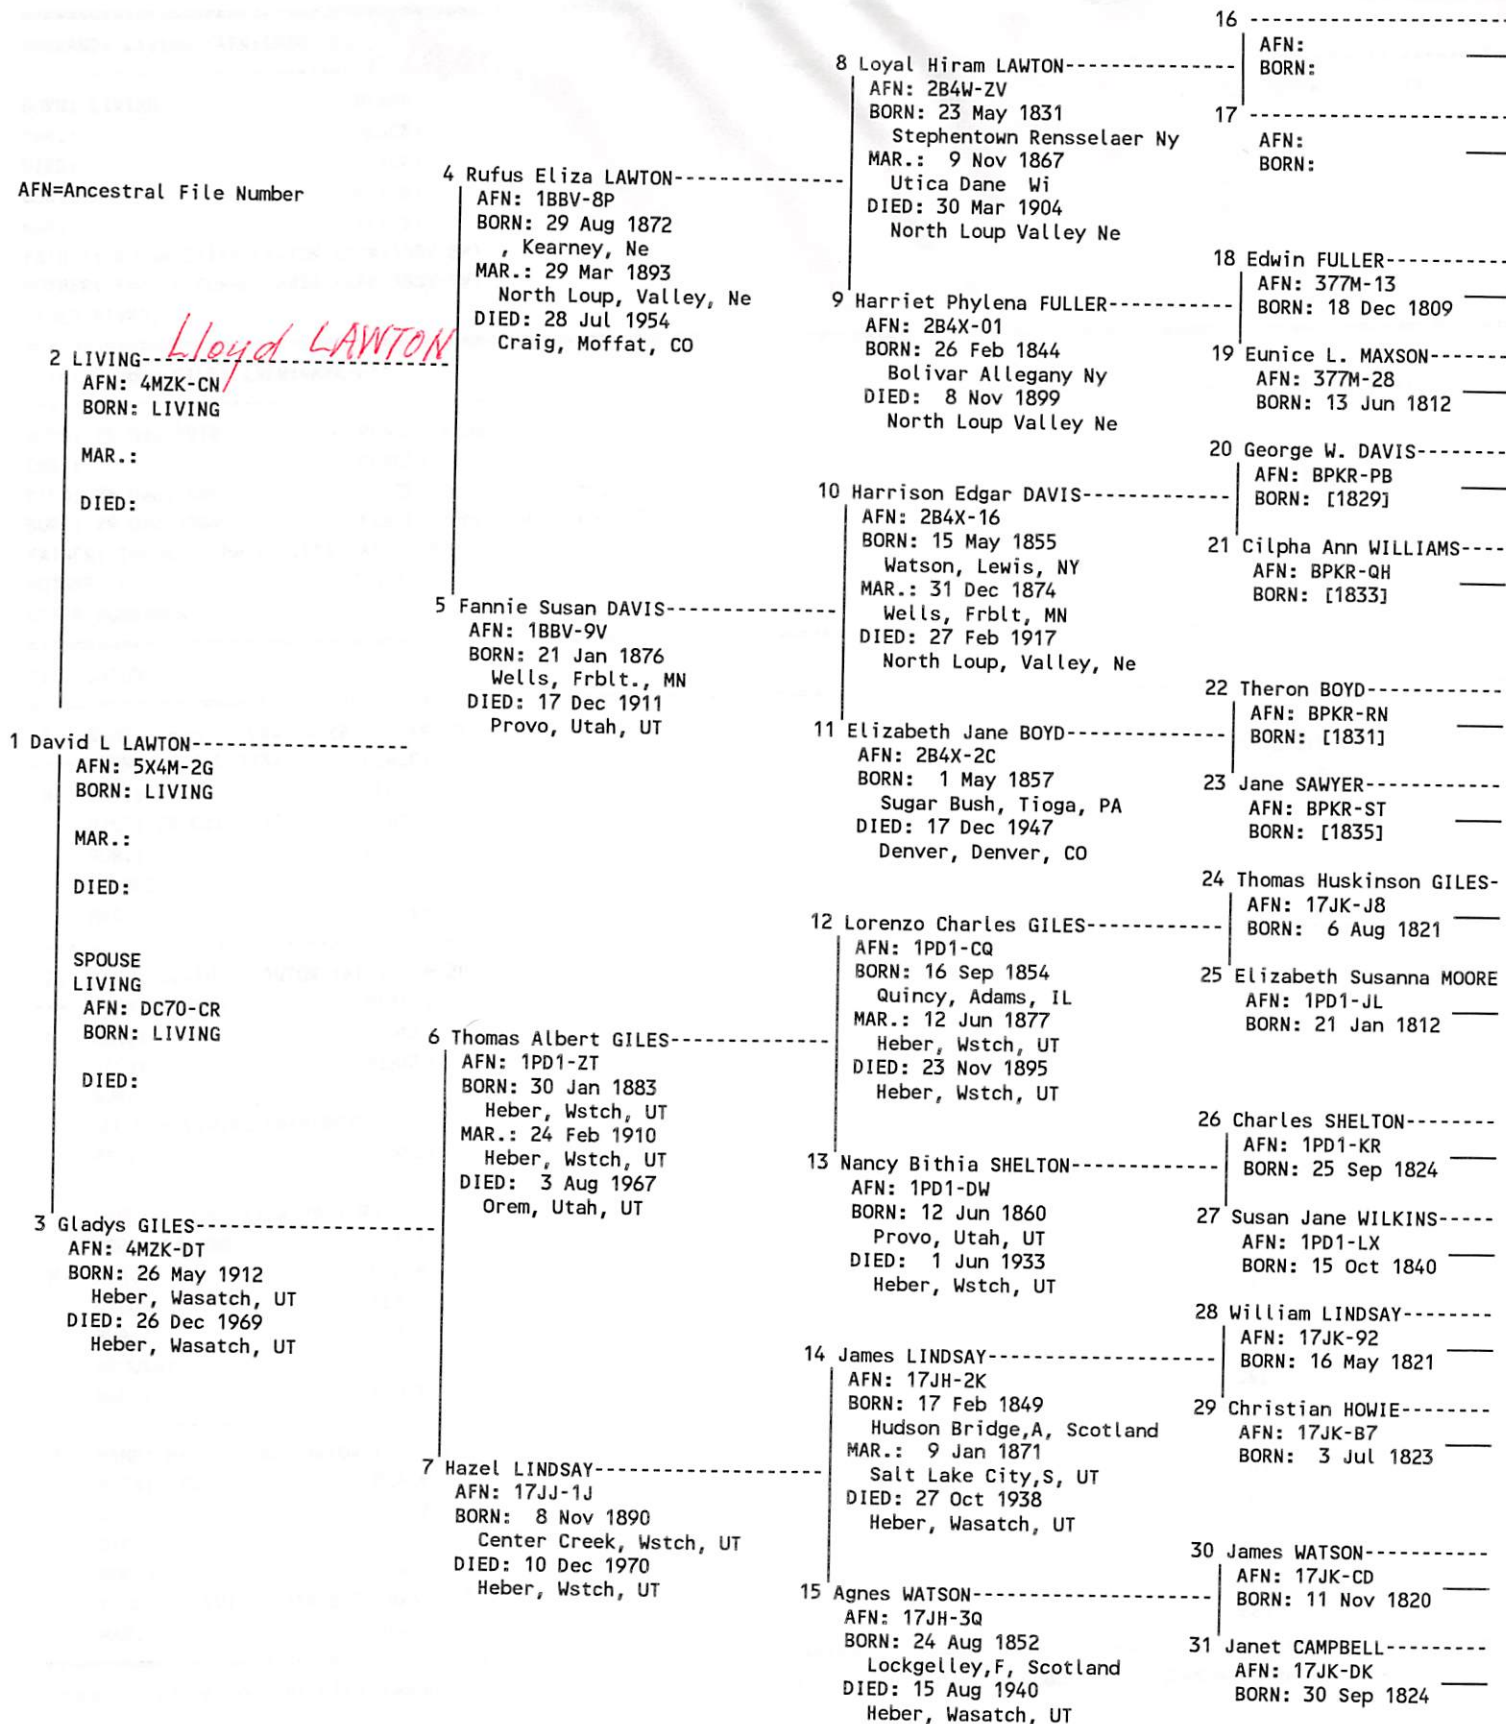 AFN=Ancestral File Number
1 David L LAWTON
AFN: 5X4M-2G
BORN: LIVING
MAR.:
DIED:
SPOUSE
LIVING
AFN: DC70-CR
BORN: LIVING
DIED:
2 LIVING Lloyd LAWTON
AFN: 4MZK-CN
BORN: LIVING
MAR.:
DIED:
3 Gladys GILES
AFN: 4MZK-DT
BORN: 26 May 1912
Heber, Wasatch, UT
DIED: 26 Dec 1969
Heber, Wasatch, UT
4 Rufus Eliza LAWTON
AFN: 1BBV-8P
BORN: 29 Aug 1872
, Kearney, Ne
MAR.: 29 Mar 1893
North Loup, Valley, Ne
DIED: 28 Jul 1954
Craig, Moffat, CO
5 Fannie Susan DAVIS
AFN: 1BBV-9V
BORN: 21 Jan 1876
Wells, Frblt., MN
DIED: 17 Dec 1911
Provo, Utah, UT
6 Thomas Albert GILES
AFN: 1PD1-ZT
BORN: 30 Jan 1883
Heber, Wstch, UT
MAR.: 24 Feb 1910
Heber, Wstch, UT
DIED: 3 Aug 1967
Orem, Utah, UT
7 Hazel LINDSAY
AFN: 17JJ-1J
BORN: 8 Nov 1890
Center Creek, Wstch, UT
DIED: 10 Dec 1970
Heber, Wstch, UT
8 Loyal Hiram LAWTON
AFN: 2B4W-ZV
BORN: 23 May 1831
Stephentown Rensselaer Ny
MAR.: 9 Nov 1867
Utica Dane Wi
DIED: 30 Mar 1904
North Loup Valley Ne
9 Harriet Phylena FULLER
AFN: 2B4X-01
BORN: 26 Feb 1844
Bolivar Allegany Ny
DIED: 8 Nov 1899
North Loup Valley Ne
10 Harrison Edgar DAVIS
AFN: 2B4X-16
BORN: 15 May 1855
Watson, Lewis, NY
MAR.: 31 Dec 1874
Wells, Frblt, MN
DIED: 27 Feb 1917
North Loup, Valley, Ne
11 Elizabeth Jane BOYD
AFN: 2B4X-2C
BORN: 1 May 1857
Sugar Bush, Tioga, PA
DIED: 17 Dec 1947
Denver, Denver, CO
12 Lorenzo Charles GILES
AFN: 1PD1-CQ
BORN: 16 Sep 1854
Quincy, Adams, IL
MAR.: 12 Jun 1877
Heber, Wstch, UT
DIED: 23 Nov 1895
Heber, Wstch, UT
13 Nancy Bithia SHELTON
AFN: 1PD1-DW
BORN: 12 Jun 1860
Provo, Utah, UT
DIED: 1 Jun 1933
Heber, Wstch, UT
14 James LINDSAY
AFN: 17JH-2K
BORN: 17 Feb 1849
Hudson Bridge,A, Scotland
MAR.: 9 Jan 1871
Salt Lake City,S, UT
DIED: 27 Oct 1938
Heber, Wasatch, UT
15 Agnes WATSON
AFN: 17JH-3Q
BORN: 24 Aug 1852
Lockgelley,F, Scotland
DIED: 15 Aug 1940
Heber, Wasatch, UT
16
AFN:
BORN:
17
AFN:
BORN:
18 Edwin FULLER
AFN: 377M-13
BORN: 18 Dec 1809
19 Eunice L. MAXSON
AFN: 377M-28
BORN: 13 Jun 1812
20 George W. DAVIS
AFN: BPKR-PB
BORN: [1829]
21 Cilpha Ann WILLIAMS
AFN: BPKR-QH
BORN: [1833]
22 Theron BOYD
AFN: BPKR-RN
BORN: [1831]
23 Jane SAWYER
AFN: BPKR-ST
BORN: [1835]
24 Thomas Huskinson GILES
AFN: 17JK-J8
BORN: 6 Aug 1821
25 Elizabeth Susanna MOORE
AFN: 1PD1-JL
BORN: 21 Jan 1812
26 Charles SHELTON
AFN: 1PD1-KR
BORN: 25 Sep 1824
27 Susan Jane WILKINS
AFN: 1PD1-LX
BORN: 15 Oct 1840
28 William LINDSAY
AFN: 17JK-92
BORN: 16 May 1821
29 Christian HOWIE
AFN: 17JK-B7
BORN: 3 Jul 1823
30 James WATSON
AFN: 17JK-CD
BORN: 11 Nov 1820
31 Janet CAMPBELL
AFN: 17JK-DK
BORN: 30 Sep 1824